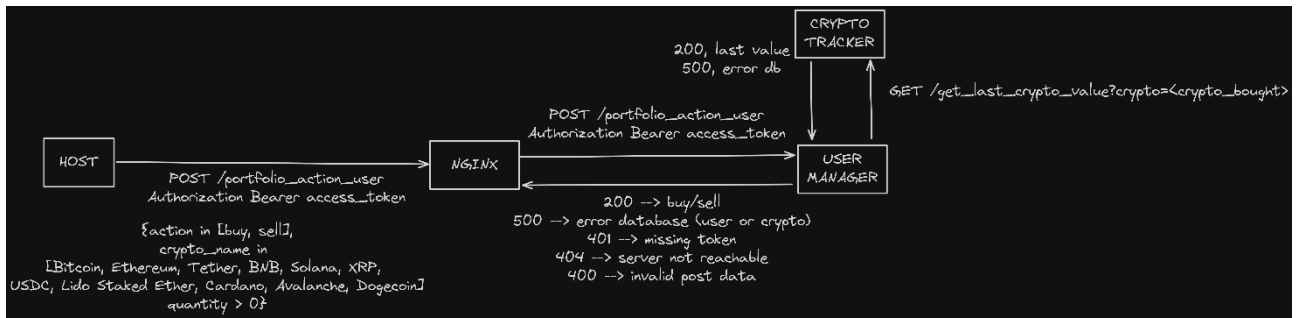 CRYPTO
TRACKER
200, last value
500, error db
GET /get_last_crypto_value?crypto=<crypto_bought>
POST /portfolio_action_user
Authorization Bearer access_token
HOST
NGINX
USER
MANAGER
POST /portfolio_action_user
Authorization Bearer access_token
200 --> buy/sell
500 --> error database (user or crypto)
401 --> missing token
404 --> server not reachable
400 --> invalid post data
{action in [buy, sell],
crypto_name in
[Bitcoin, Ethereum, Tether, BNB, Solana, XRP,
USDC, Lido Staked Ether, Cardano, Avalanche, Dogecoin]
quantity > 0}